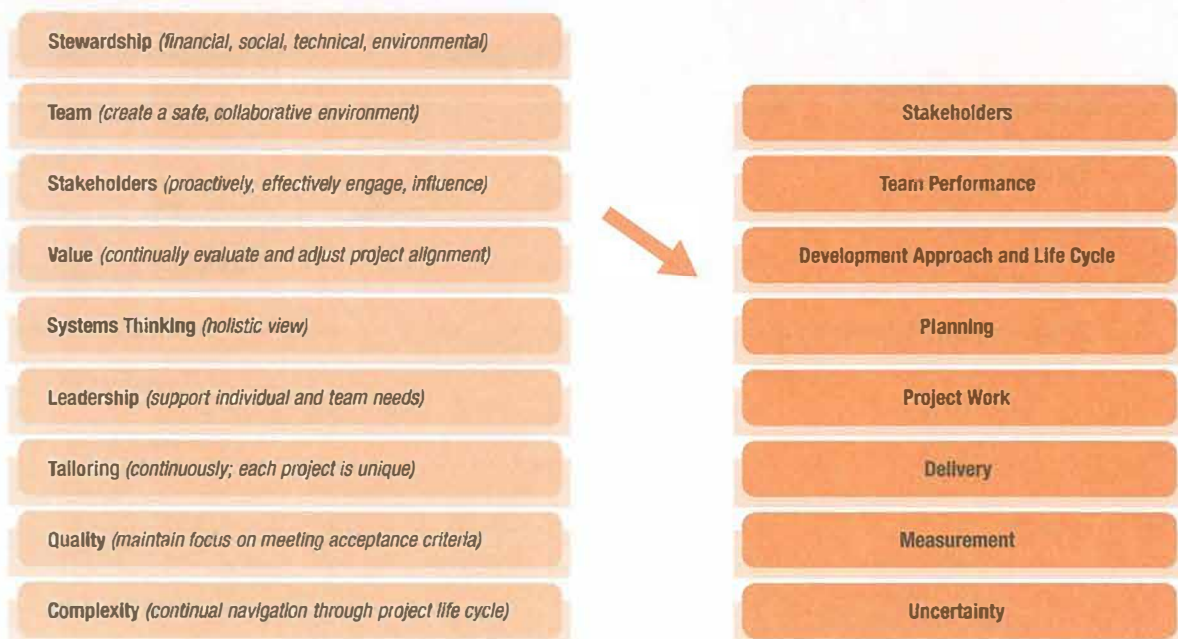 Stewardship (financial, social, technical, environmental)
Team (create a safe, collaborative environment)
Stakeholders (proactively, effectively engage, influence)
Value (continually evaluate and adjust project alignment)
Systems Thinking (holistic view)
Leadership (support individual and team needs)
Tailoring (continuously; each project is unique)
Quality (maintain focus on meeting acceptance criteria)
Complexity (continual navigation through project life cycle)
Stakeholders
Team Performance
Development Approach and Life Cycle
Planning
Project Work
Delivery
Measurement
Uncertainty